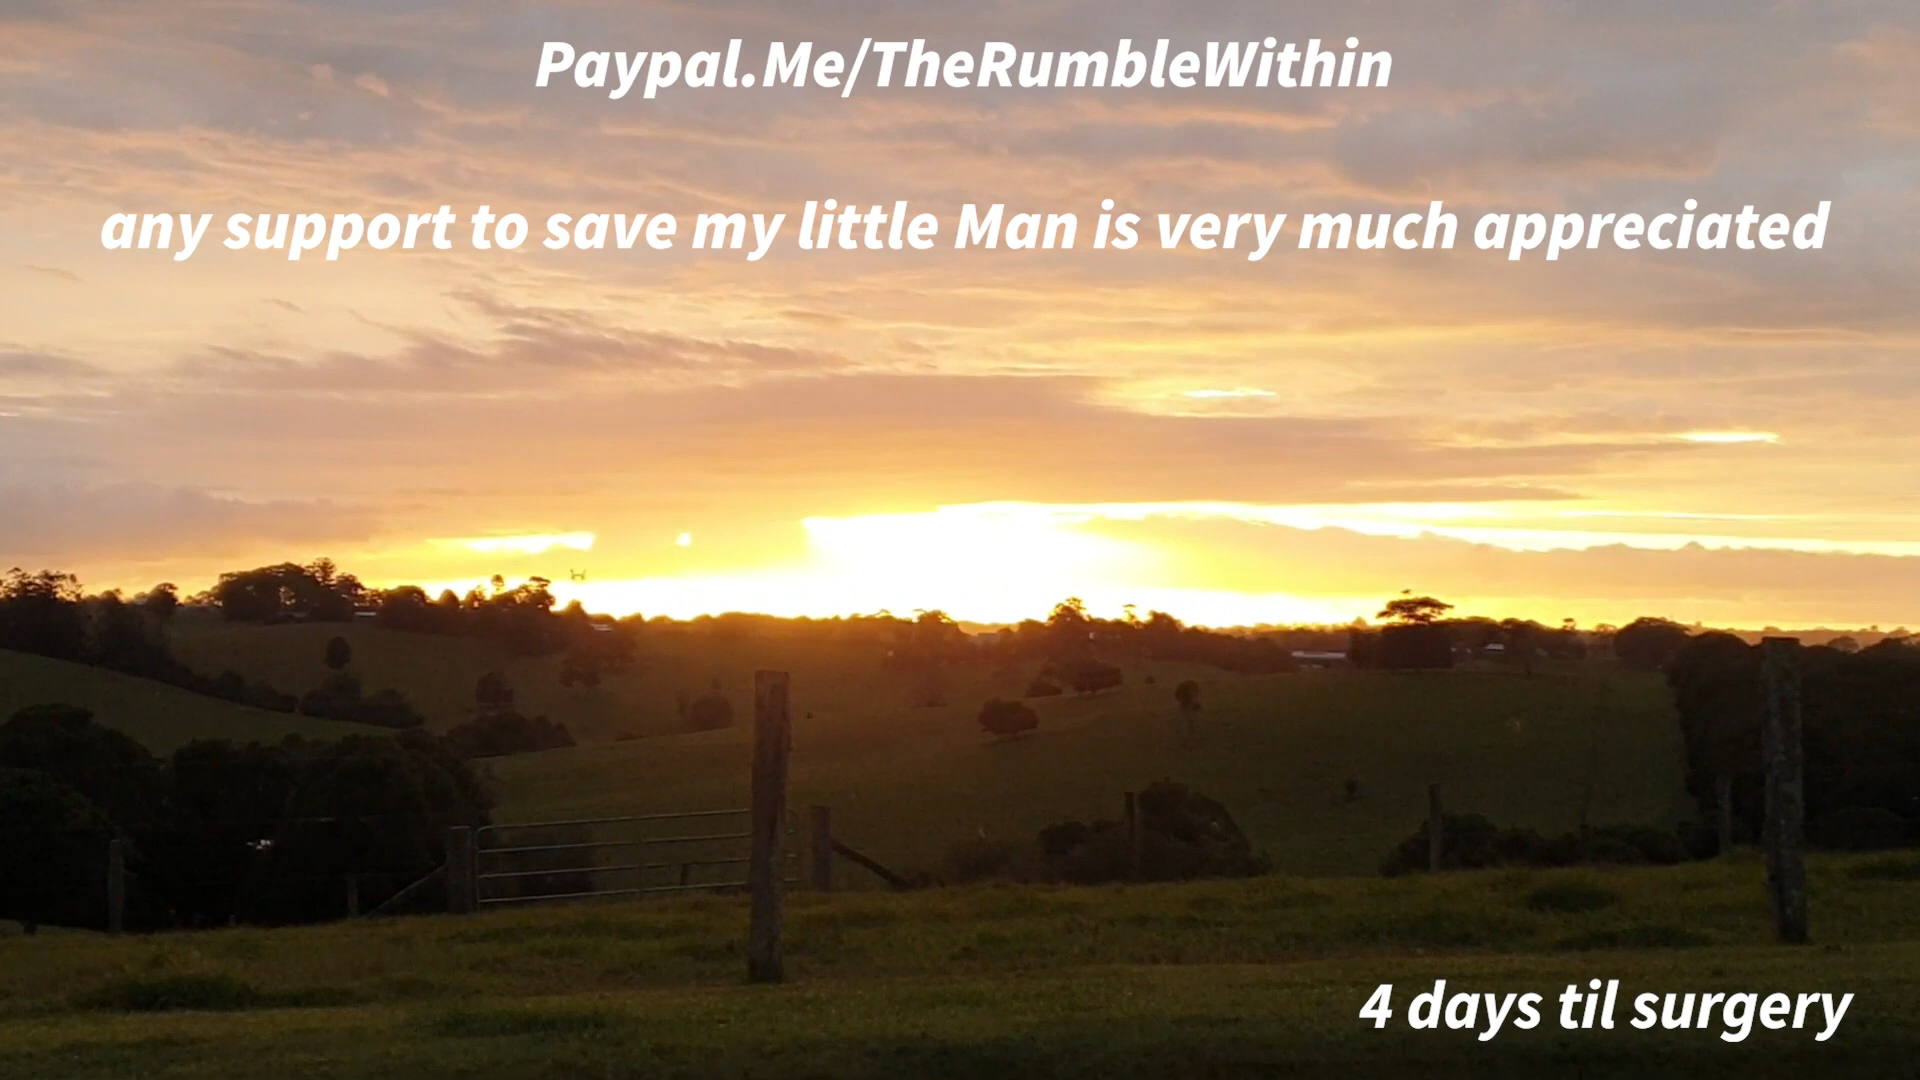 Paypal.Me/TheRumbleWithin
any support to save my little Man is very much appreciated
4 days til surgery